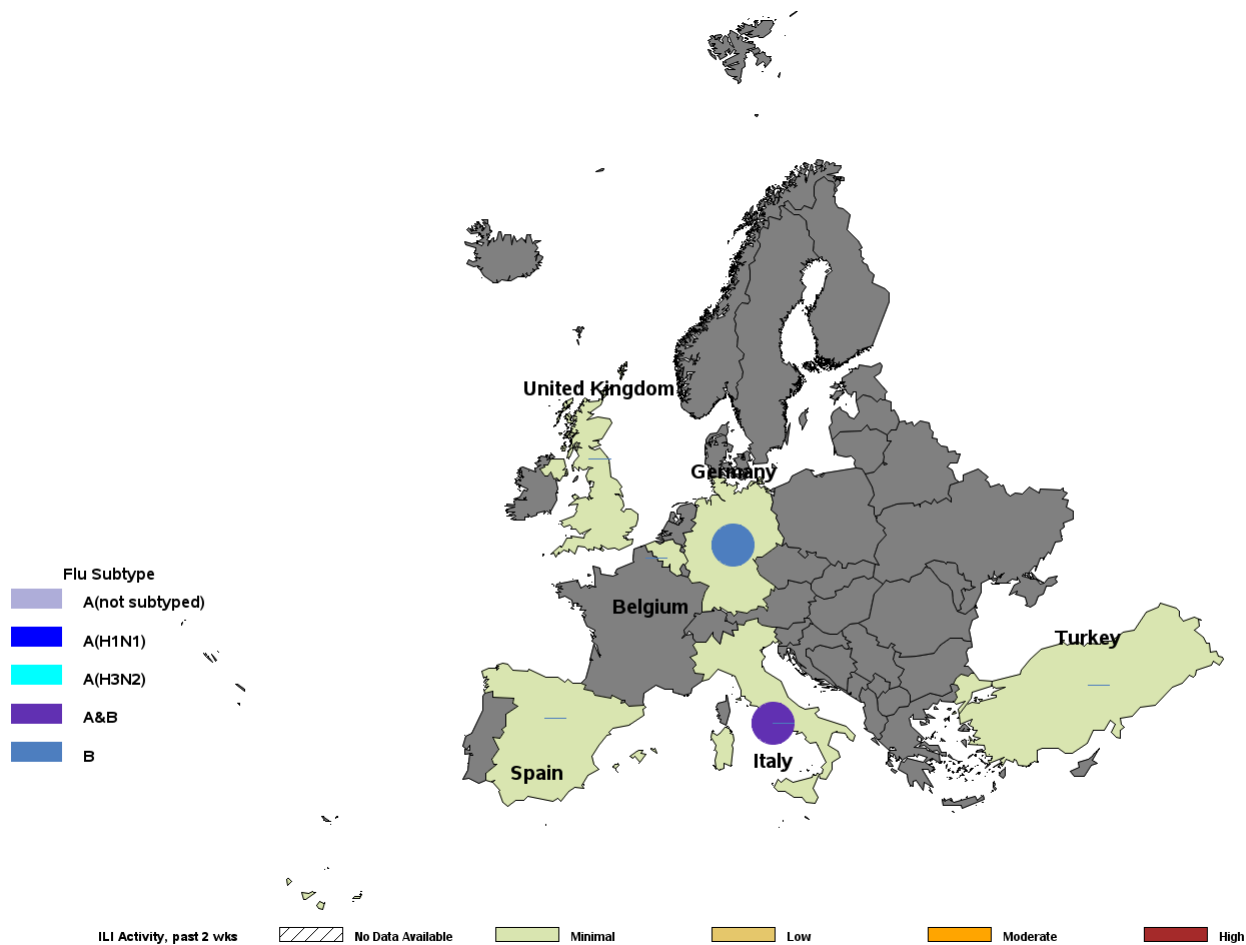 United Kingdom
Germany
Belgium
Turkey
Spain
Italy
Flu Subtype
A(not subtyped)
A(H1N1)
A(H3N2)
A&B
B
ILI Activity, past 2 wks No Data Available Minimal Low Moderate High